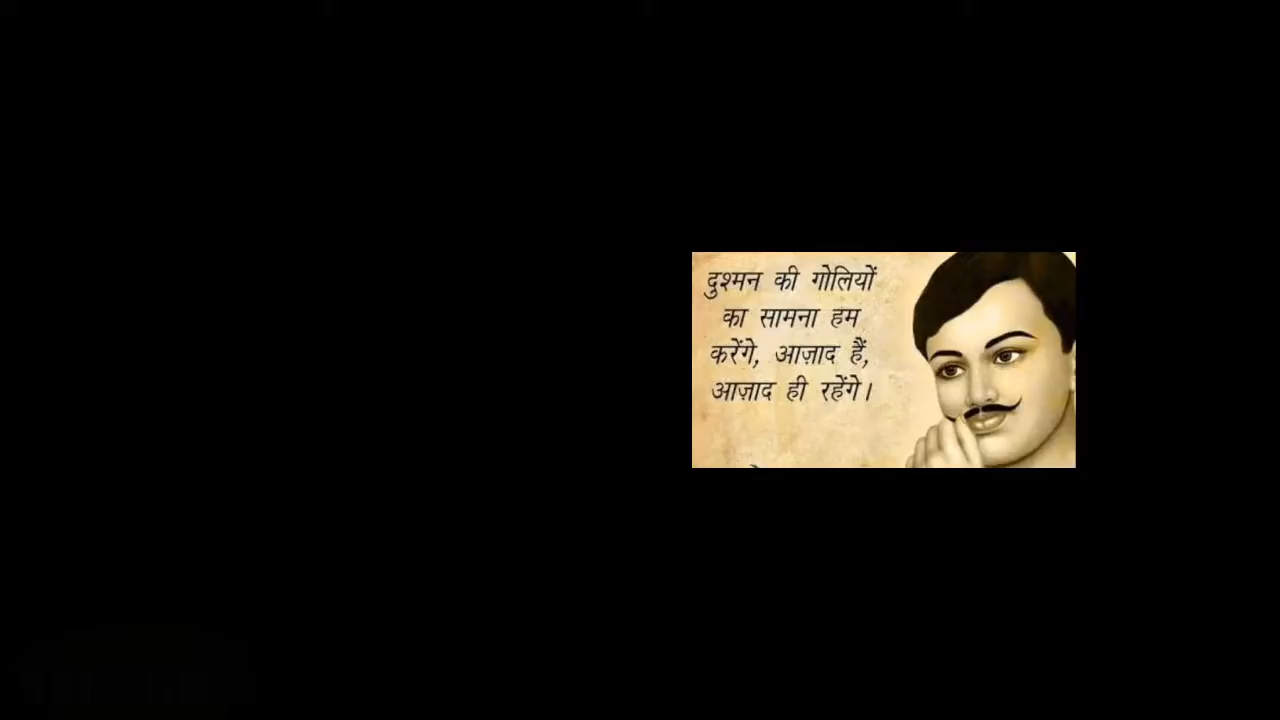 दुश्मन की गोलियों
का सामना हम
करेंगे, आज़ाद हैं,
आज़ाद ही रहेंगे।